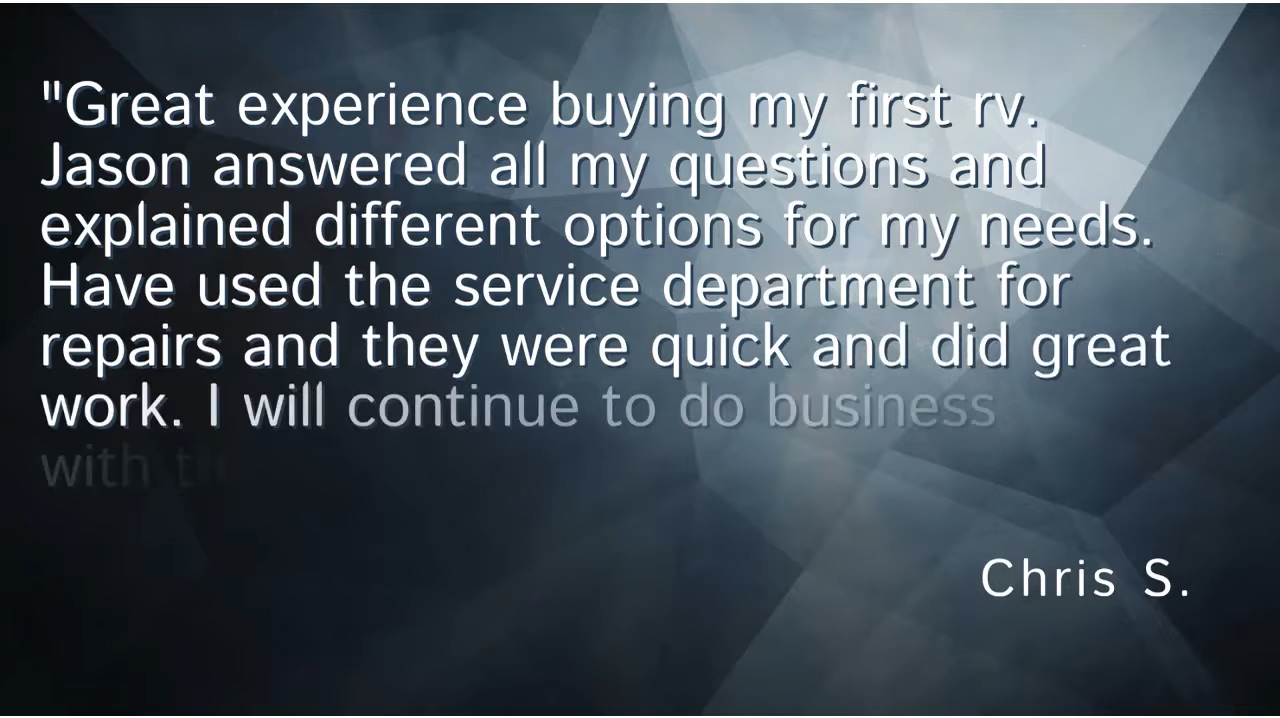 "Great experience buying my first rv.
Jason answered all my questions and
explained different options for my needs.
Have used the service department for
repairs and they were quick and did great
work. I will continue to do business
with
Chris S.